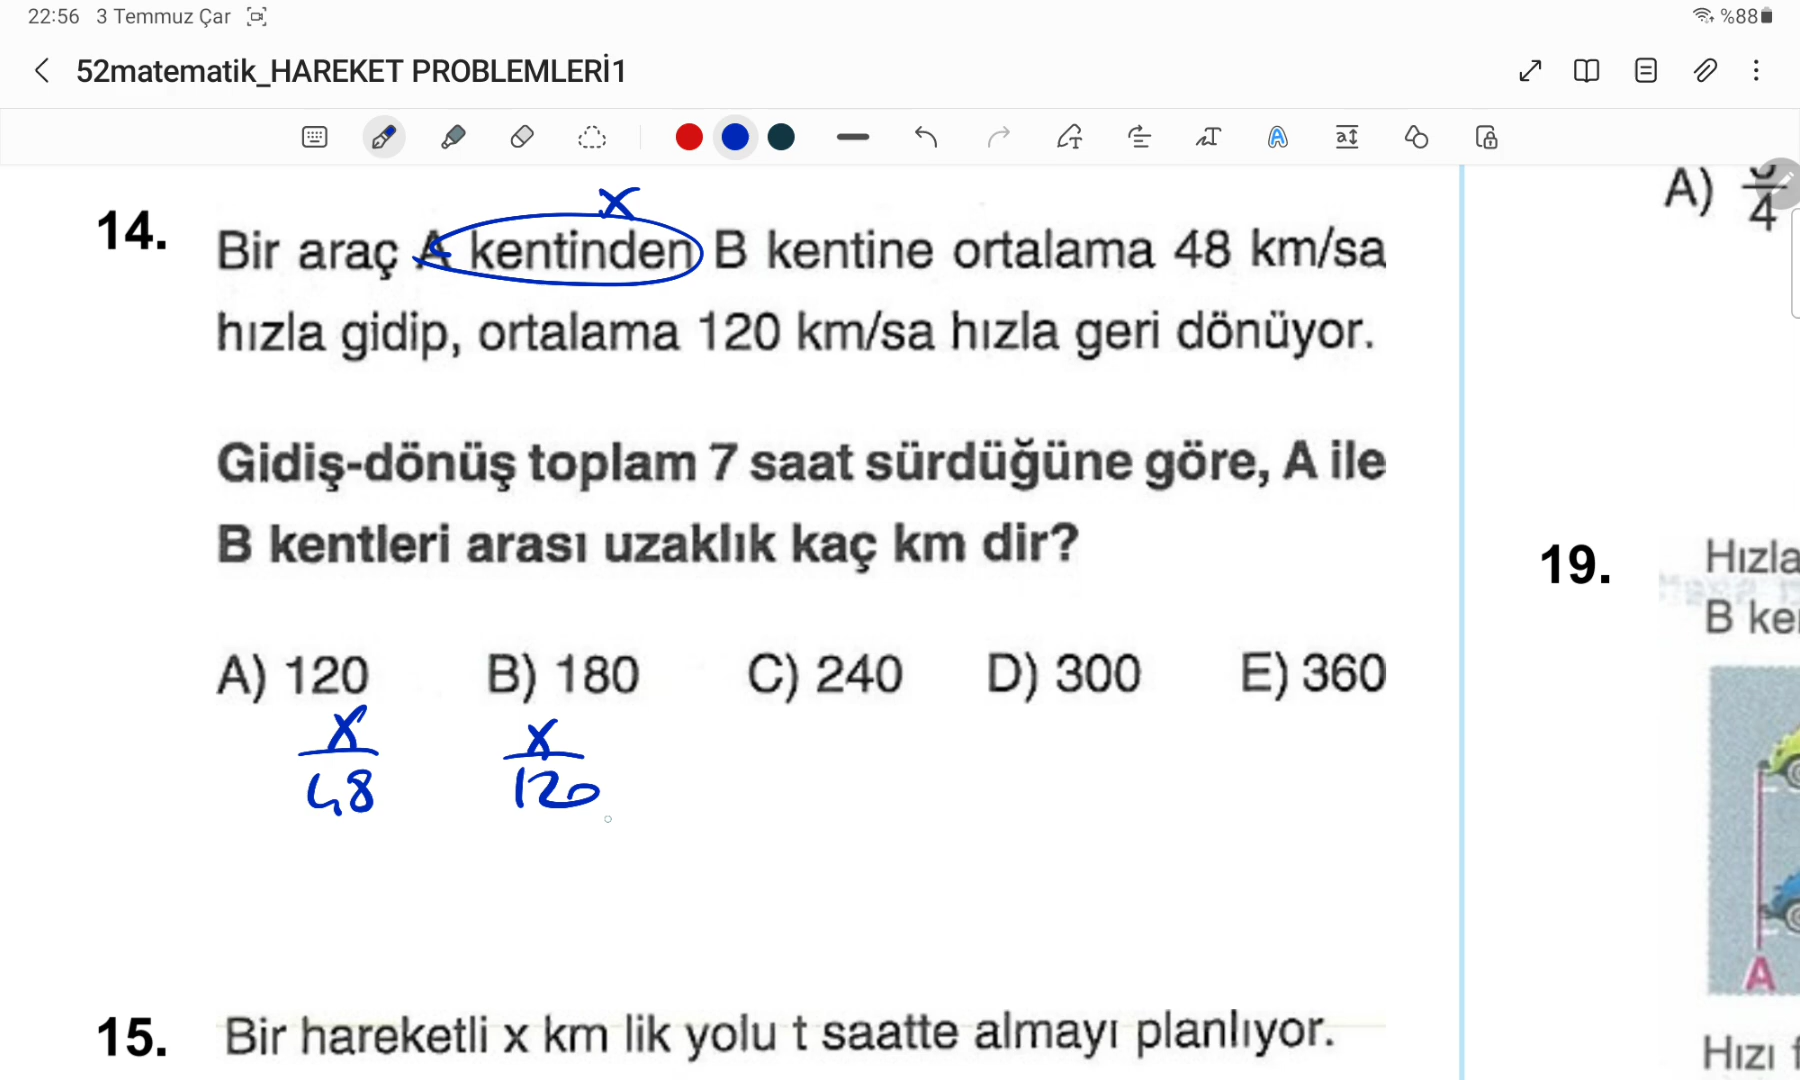 22:56 3 Temmuz Çar %88
52matematik_HAREKET PROBLEMLERİ1
x
14. Bir araç A kentinden B kentine ortalama 48 km/sa
hızla gidip, ortalama 120 km/sa hızla geri dönüyor.
Gidiş-dönüş toplam 7 saat sürdüğüne göre, A ile
B kentleri arası uzaklık kaç km dir?
A) 120 B) 180 C) 240 D) 300 E) 360
x x
48 120
15. Bir hareketli x km lik yolu t saatte almayı planlıyor.
A)
4
19. Hızla
B ke
A
Hızı